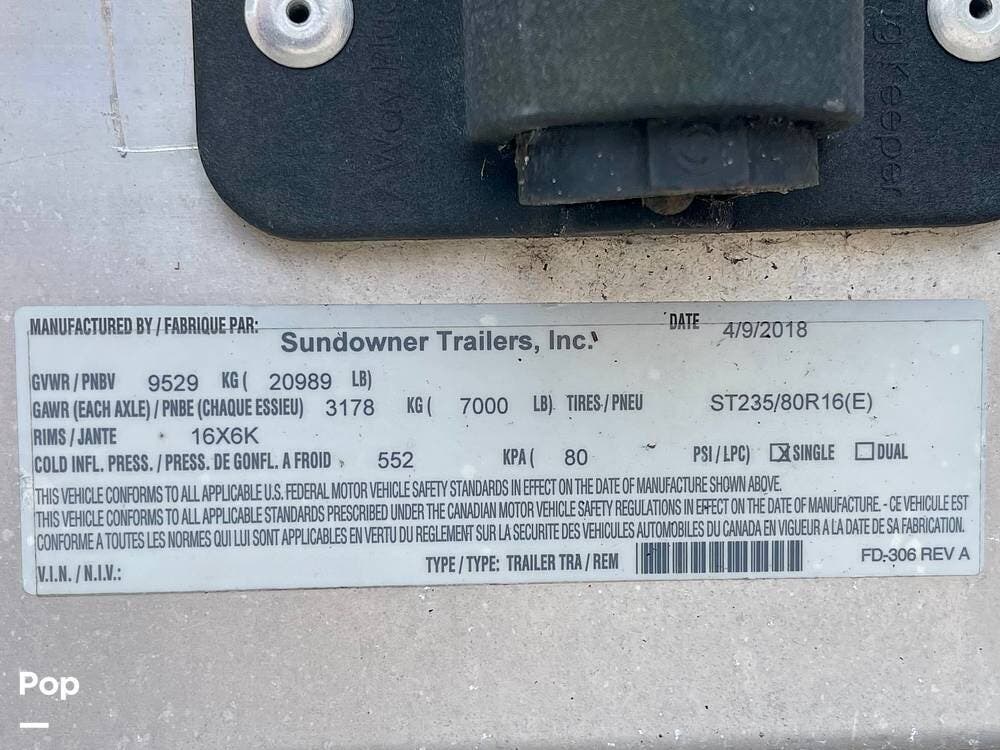 Plug Keeper
MANUFACTURED BY / FABRIQUE PAR: Sundowner Trailers, Inc. DATE 4/9/2018
GVWR / PNBV 9529 KG ( 20989 LB)
GAWR (EACH AXLE) / PNBE (CHAQUE ESSIEU) 3178 KG ( 7000 LB) TIRES / PNEU ST235/80R16(E)
RIMS / JANTE 16X6K
COLD INFL. PRESS. / PRESS. DE GONFL. A FROID 552 KPA ( 80 PSI / LPC) X SINGLE DUAL
THIS VEHICLE CONFORMS TO ALL APPLICABLE U.S. FEDERAL MOTOR VEHICLE SAFETY STANDARDS IN EFFECT ON THE DATE OF MANUFACTURE SHOWN ABOVE.
THIS VEHICLE CONFORMS TO ALL APPLICABLE STANDARDS PRESCRIBED UNDER THE CANADIAN MOTOR VEHICLE SAFETY REGULATIONS IN EFFECT ON THE DATE OF MANUFACTURE. - CE VEHICULE EST
CONFORME A TOUTES LES NORMES QUI LUI SONT APPLICABLES EN VERTU DU REGLEMENT SUR LA SECURITE DES VEHICULES AUTOMOBILES DU CANADA EN VIGUEUR A LA DATE DE SA FABRICATION.
V.I.N. / N.I.V.: TYPE / TYPE: TRAILER TRA / REM FD-306 REV A
Pop